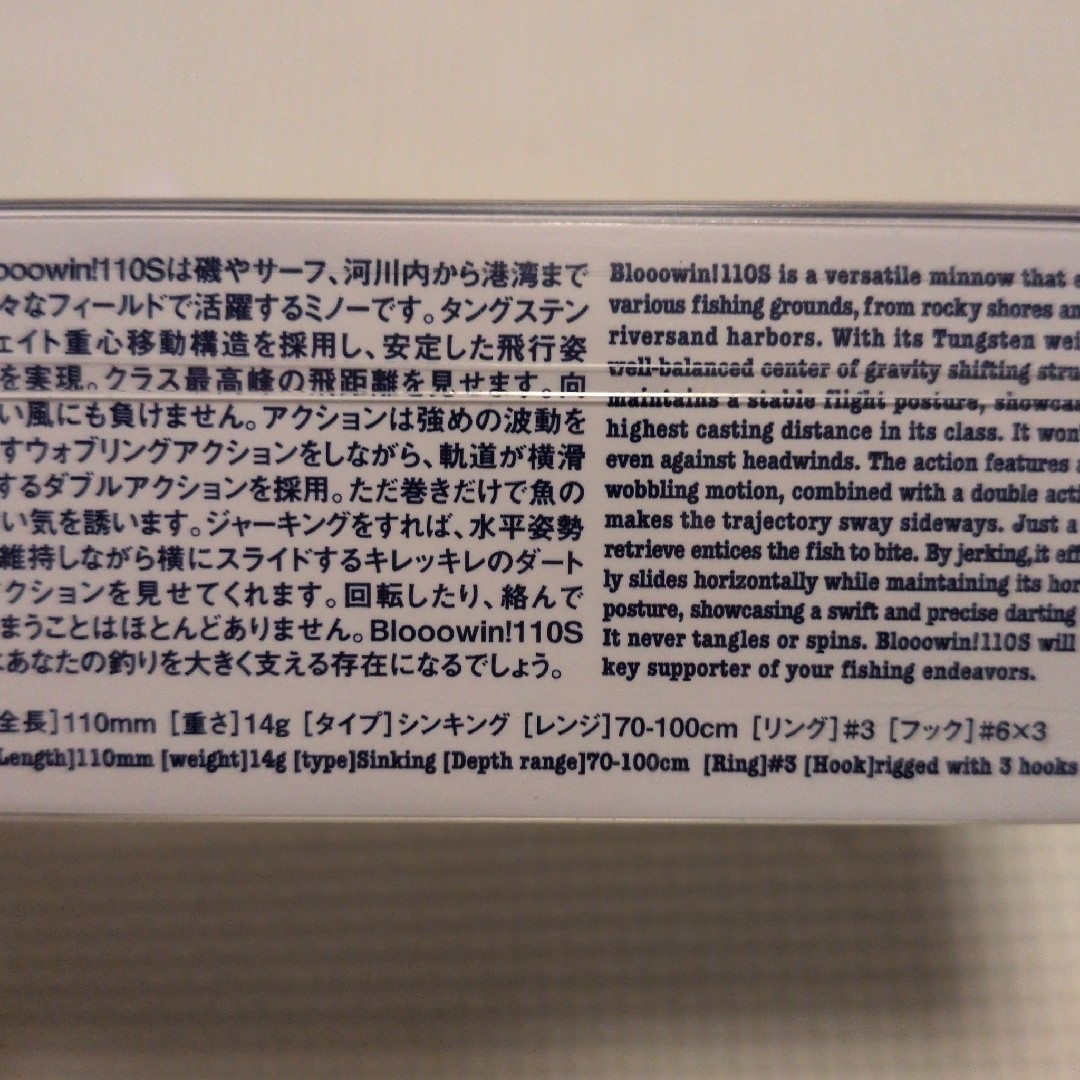 ooowin!110Sは磯やサーフ、河川内から港湾まで
々なフィールドで活躍するミノーです。タングステン
ェイト重心移動構造を採用し、安定した飛行姿
を実現。クラス最高峰の飛距離を見せます。向
い風にも負けません。アクションは強めの波動を
すウォブリングアクションをしながら、軌道が横滑
するダブルアクションを採用。ただ巻きだけで魚の
い気を誘います。ジャーキングをすれば、水平姿勢
維持しながら横にスライドするキレッキレのダート
クションを見せてくれます。回転したり、絡んで
まうことはほとんどありません。Blooowin!110S
あなたの釣りを大きく支える存在になるでしょう。
Blooowin!110S is a versatile minnow that
various fishing grounds, from rocky shores
riversand harbors. With its Tungsten
well-balanced center of gravity shifting
maintains a stable flight posture,
highest casting distance in its class. It
even against headwinds. The action features
wobbling motion, combined with a double
makes the trajectory sway sideways. Just a
retrieve entices the fish to bite. By jerking,it
ly slides horizontally while maintaining its
posture, showcasing a swift and precise darting
It never tangles or spins. Blooowin!110S will
key supporter of your fishing endeavors.
全長]110mm [重さ]14g [タイプ]シンキング [レンジ]70-100cm [リング]#3 [フック]#6×3
Length]110mm [weight]14g [type]Sinking [Depth range]70-100cm [Ring]#3 [Hook]rigged with 3 hooks